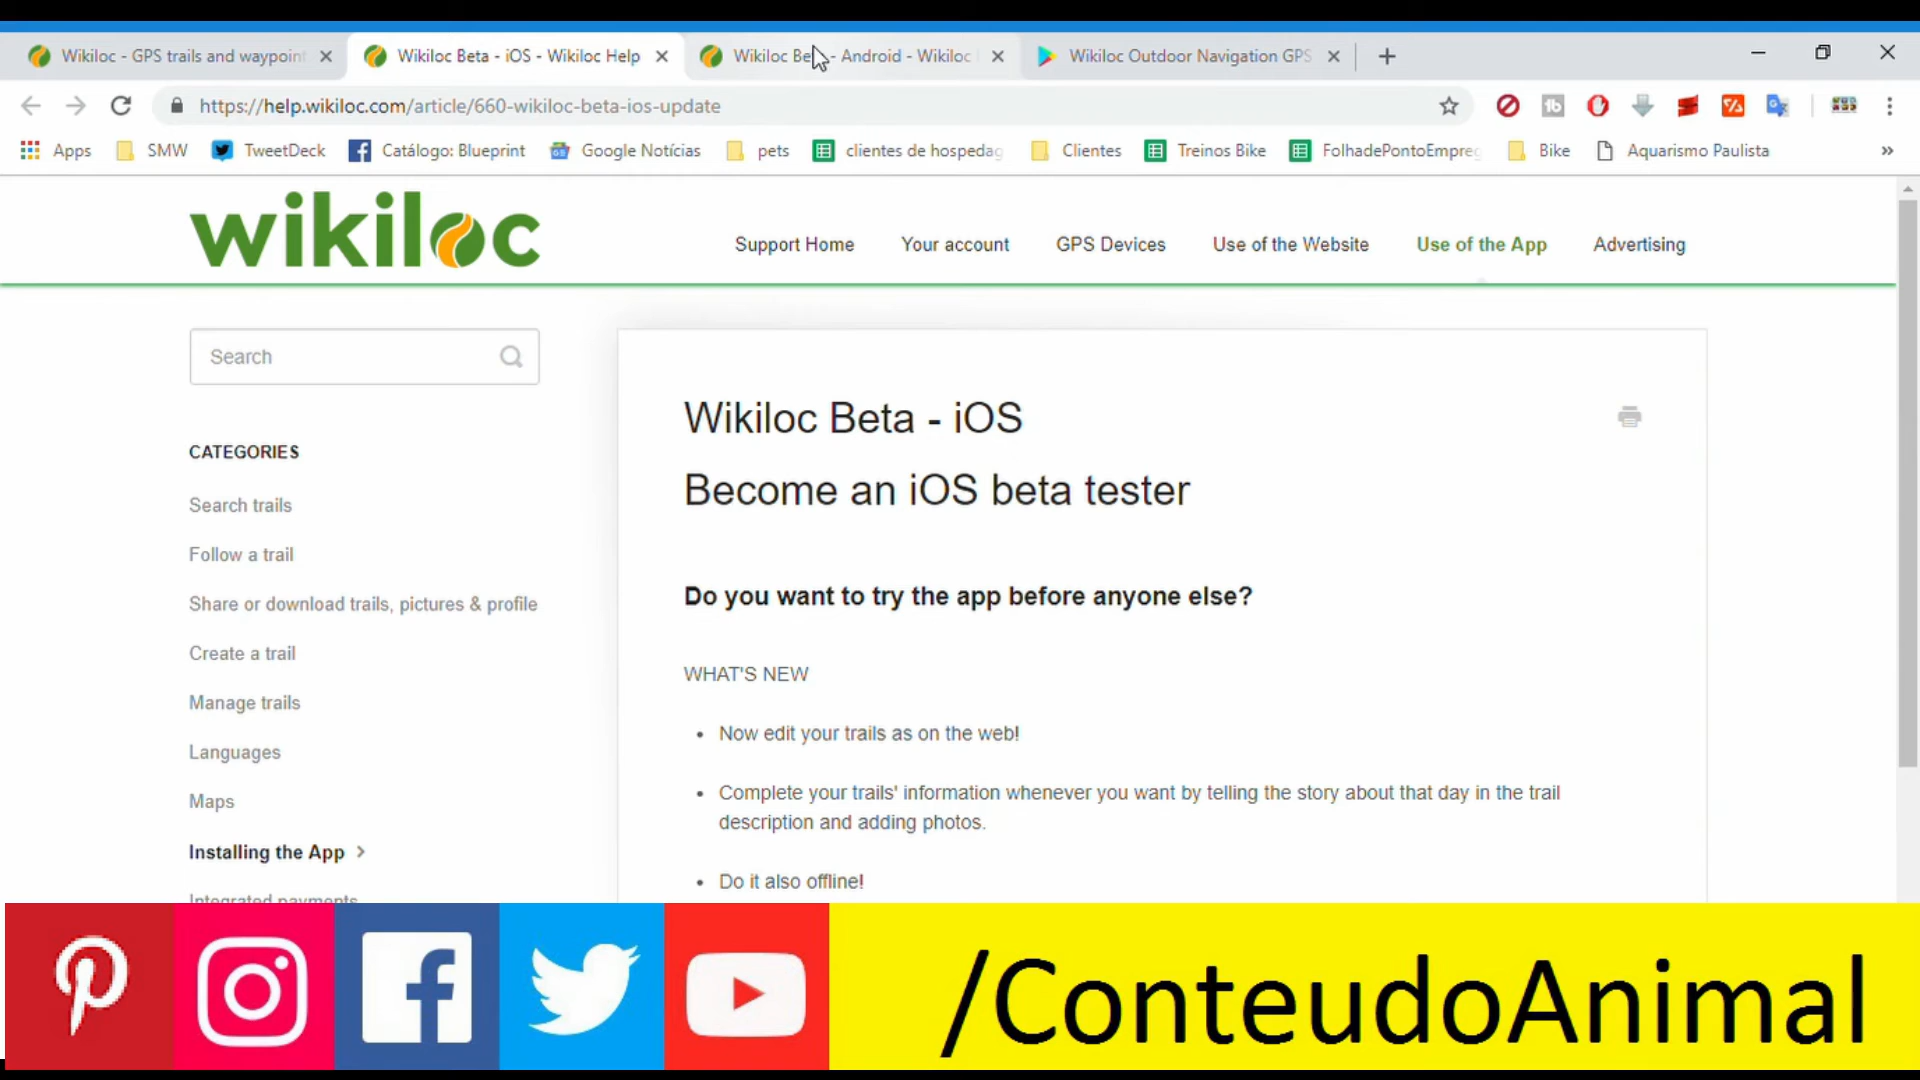 Wikiloc - GPS trails and waypoin
Wikiloc Beta - iOS - Wikiloc Help
Wikiloc Be - Android - Wikiloc
Wikiloc Outdoor Navigation GPS
https://help.wikiloc.com/article/660-wikiloc-beta-ios-update
Apps
SMW
TweetDeck
Catálogo: Blueprint
Google Notícias
pets
clientes de hospedag
Clientes
Treinos Bike
FolhadePontoEmpreg
Bike
Aquarismo Paulista
»
wikiloc
Support Home
Your account
GPS Devices
Use of the Website
Use of the App
Advertising
Search
CATEGORIES
Search trails
Follow a trail
Share or download trails, pictures & profile
Create a trail
Manage trails
Languages
Maps
Installing the App
Integrated payments
Wikiloc Beta - iOS
Become an iOS beta tester
Do you want to try the app before anyone else?
WHAT'S NEW
• Now edit your trails as on the web!
• Complete your trails' information whenever you want by telling the story about that day in the trail
description and adding photos.
• Do it also offline!
/ConteudoAnimal